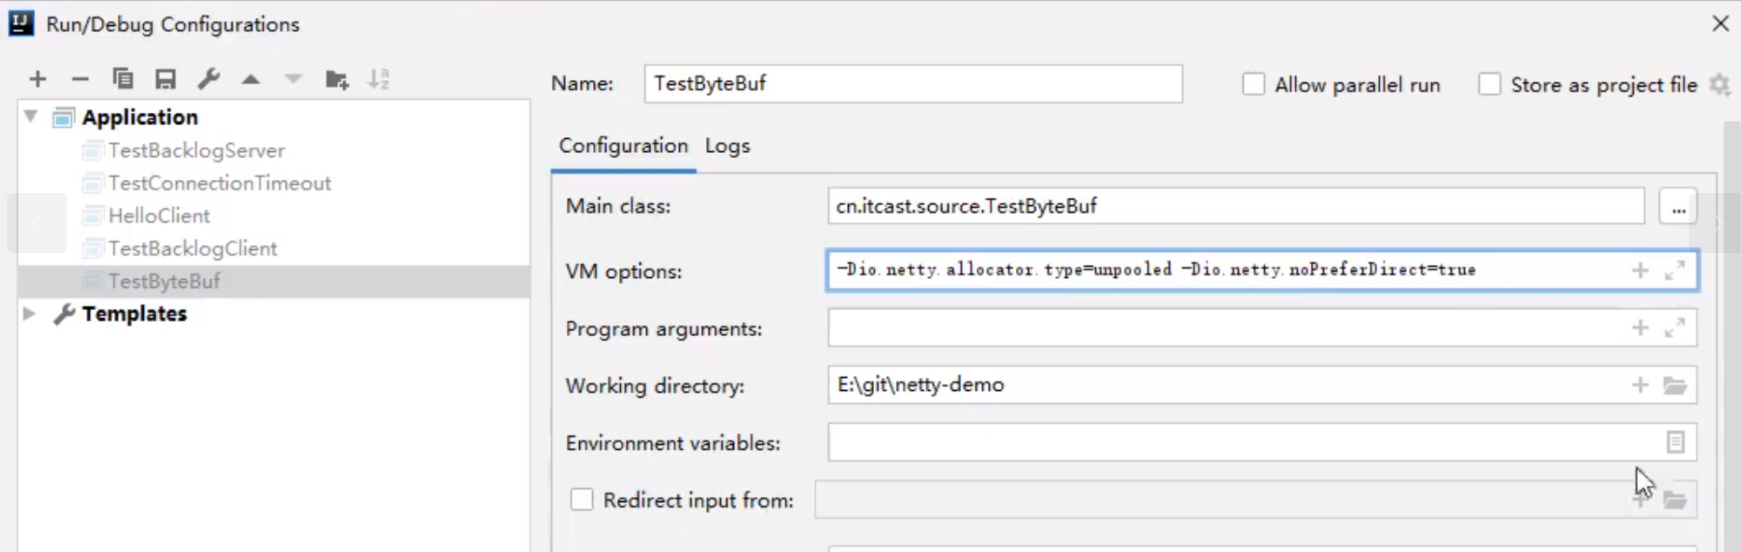 Run/Debug Configurations
Name: TestByteBuf Allow parallel run Store as project file
Application
TestBacklogServer
TestConnectionTimeout
HelloClient
TestBacklogClient
TestByteBuf
Templates
Configuration Logs
Main class: cn.itcast.source.TestByteBuf ...
VM options: -Dio.netty.allocator.type=unpooled -Dio.netty.noPreferDirect=true
Program arguments:
Working directory: E:\git\netty-demo
Environment variables:
Redirect input from: